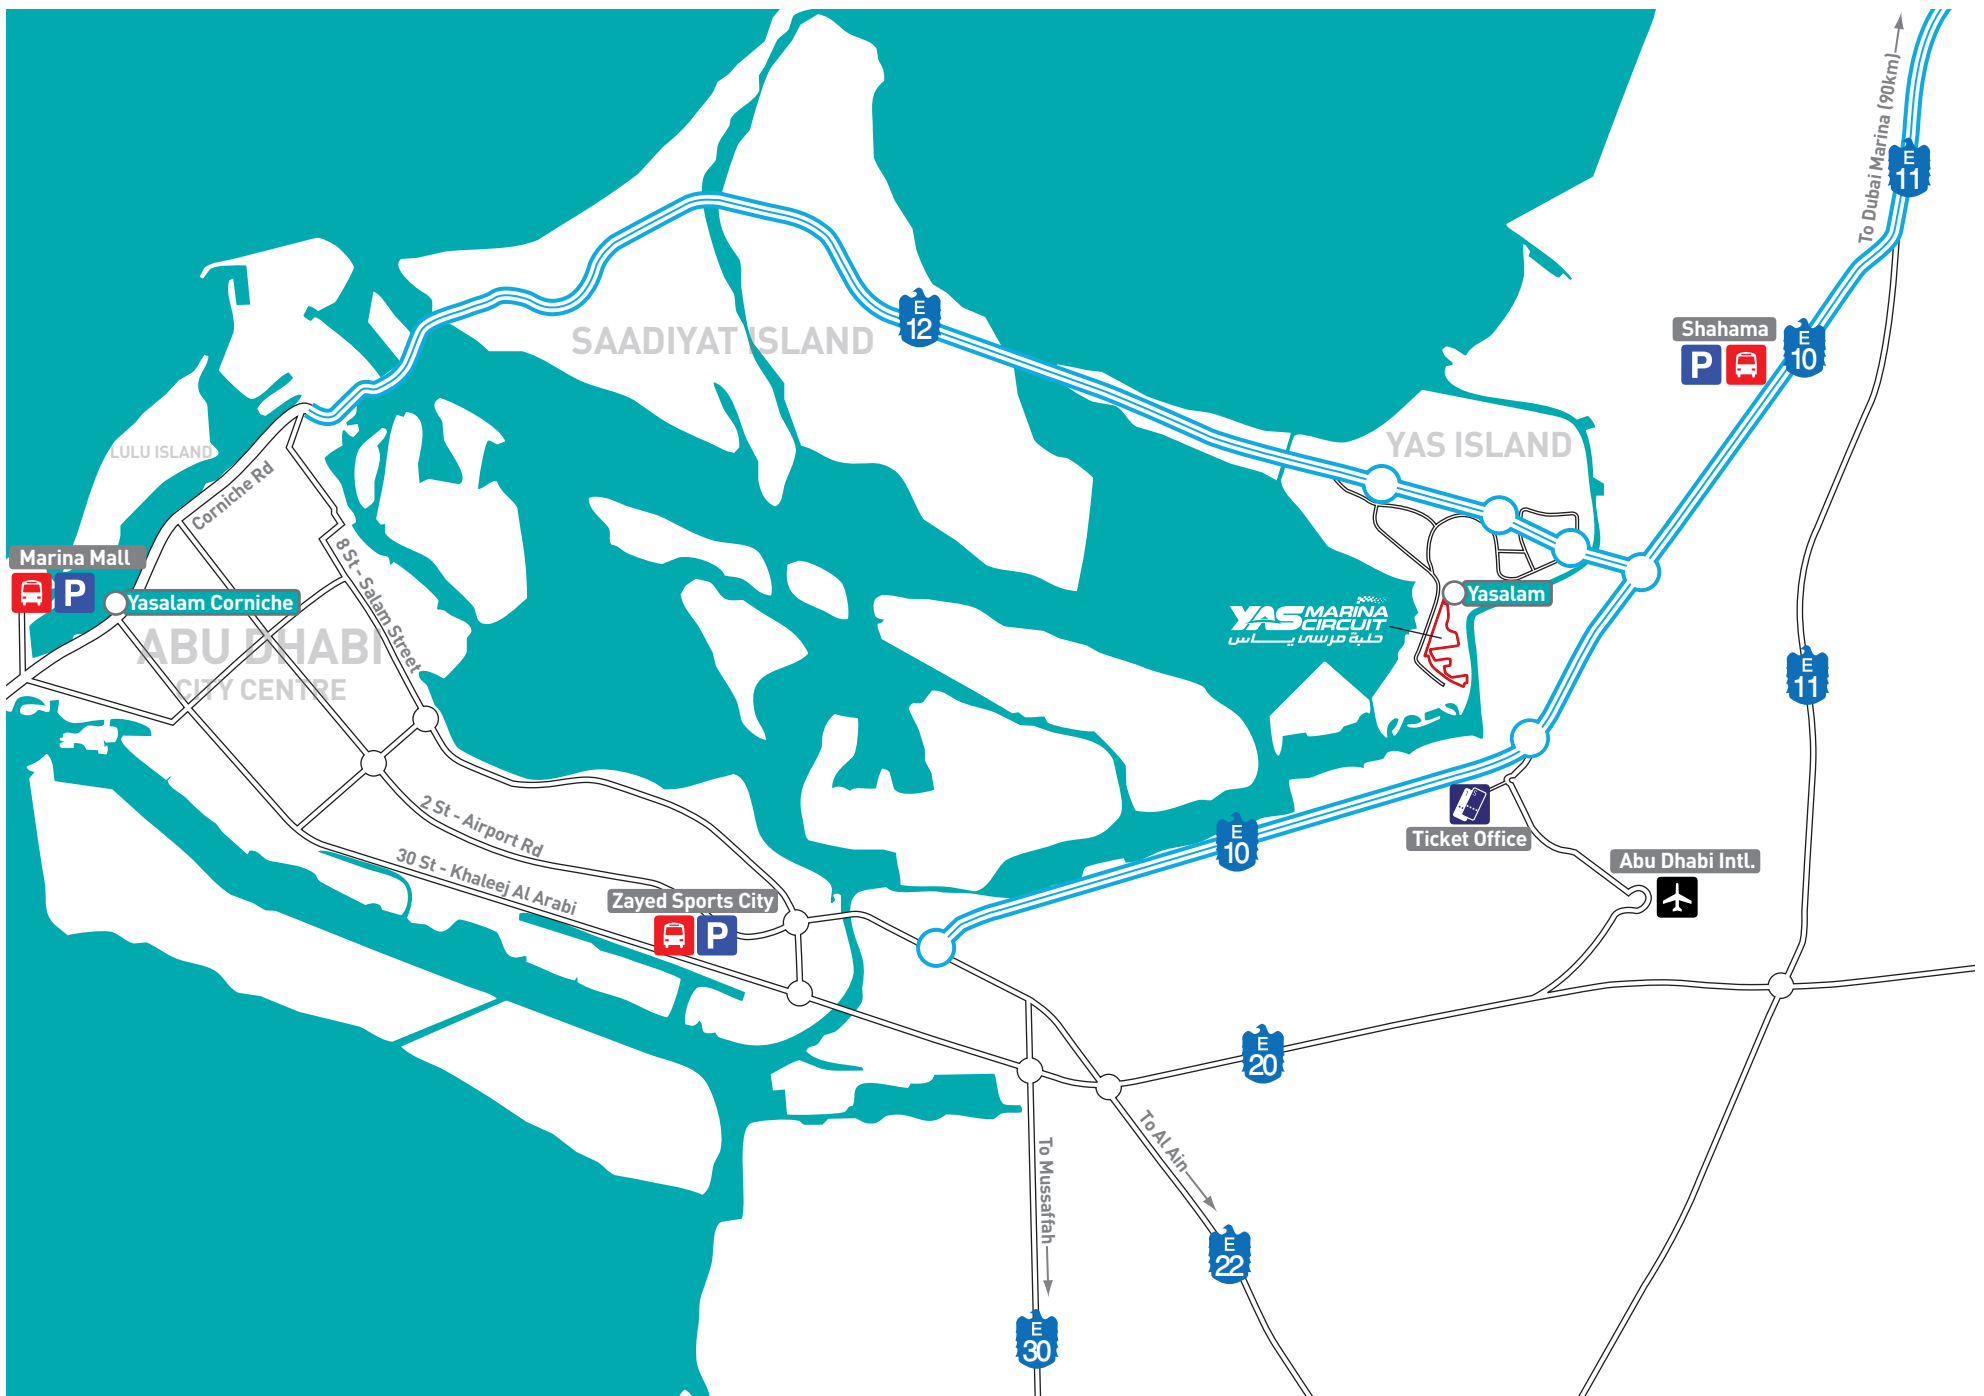 To Dubai Marina (90km)
E
11
SAADIYAT ISLAND
E
12
Shahama
P
E
10
LULU ISLAND
Corniche Rd
YAS ISLAND
Marina Mall
P
Yasalam Corniche
8 St - Salam Street
ABU DHABI
CITY CENTRE
YAS MARINA
CIRCUIT
حلبة مرسى ياس
Yasalam
E
11
2 St - Airport Rd
30 St - Khaleej Al Arabi
Zayed Sports City
P
E
10
Ticket Office
Abu Dhabi Intl.
E
20
To Mussaffah
To Al Ain
E
22
E
30